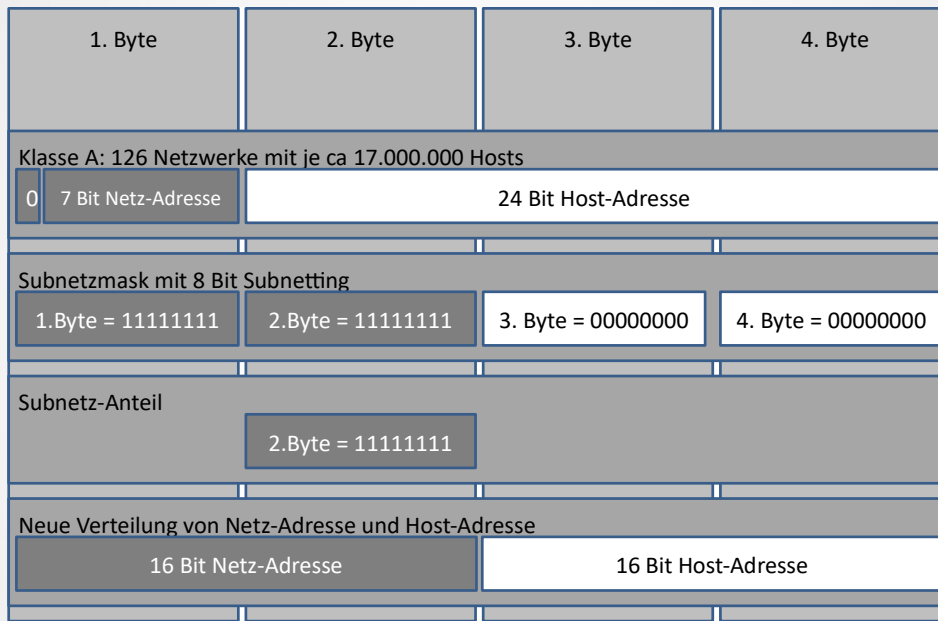 1. Byte
2. Byte
3. Byte
4. Byte
Klasse A: 126 Netzwerke mit je ca 17.000.000 Hosts
0
7 Bit Netz-Adresse
24 Bit Host-Adresse
Subnetzmask mit 8 Bit Subnetting
1.Byte = 11111111
2.Byte = 11111111
3. Byte = 00000000
4. Byte = 00000000
Subnetz-Anteil
2.Byte = 11111111
Neue Verteilung von Netz-Adresse und Host-Adresse
16 Bit Netz-Adresse
16 Bit Host-Adresse